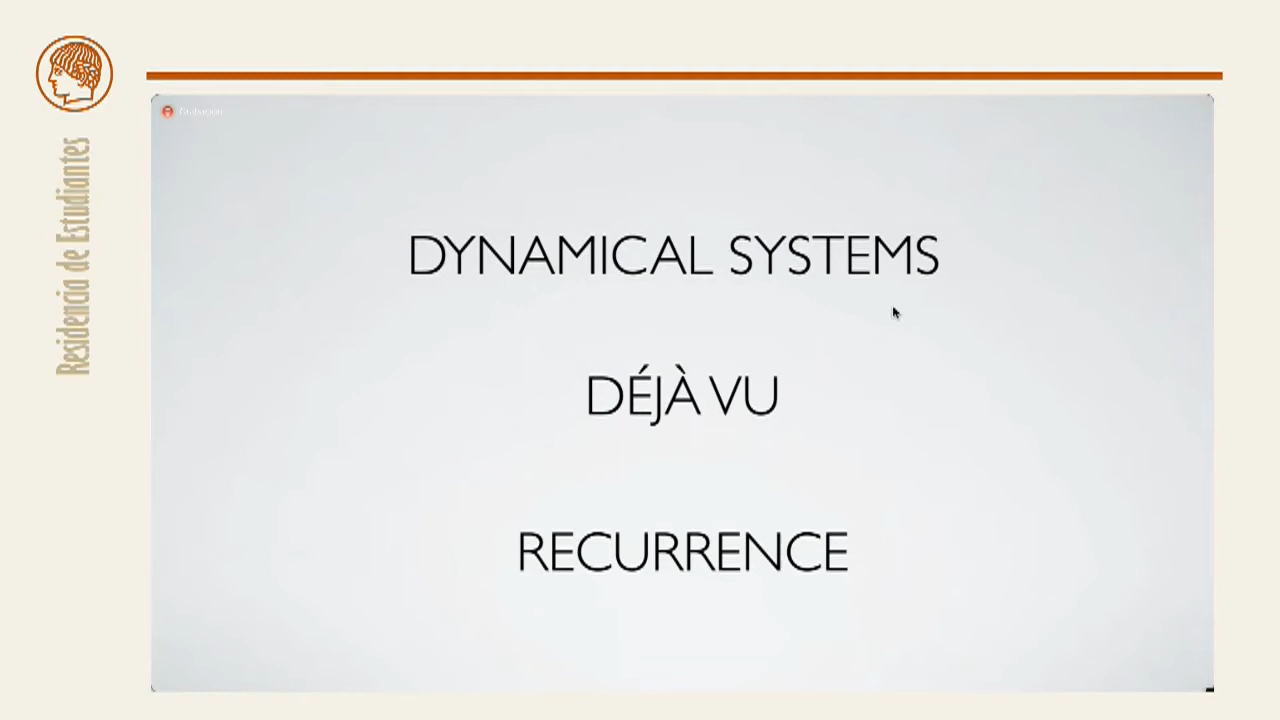 Residencia de Estudiantes
DYNAMICAL SYSTEMS
DÉJÀ VU
RECURRENCE